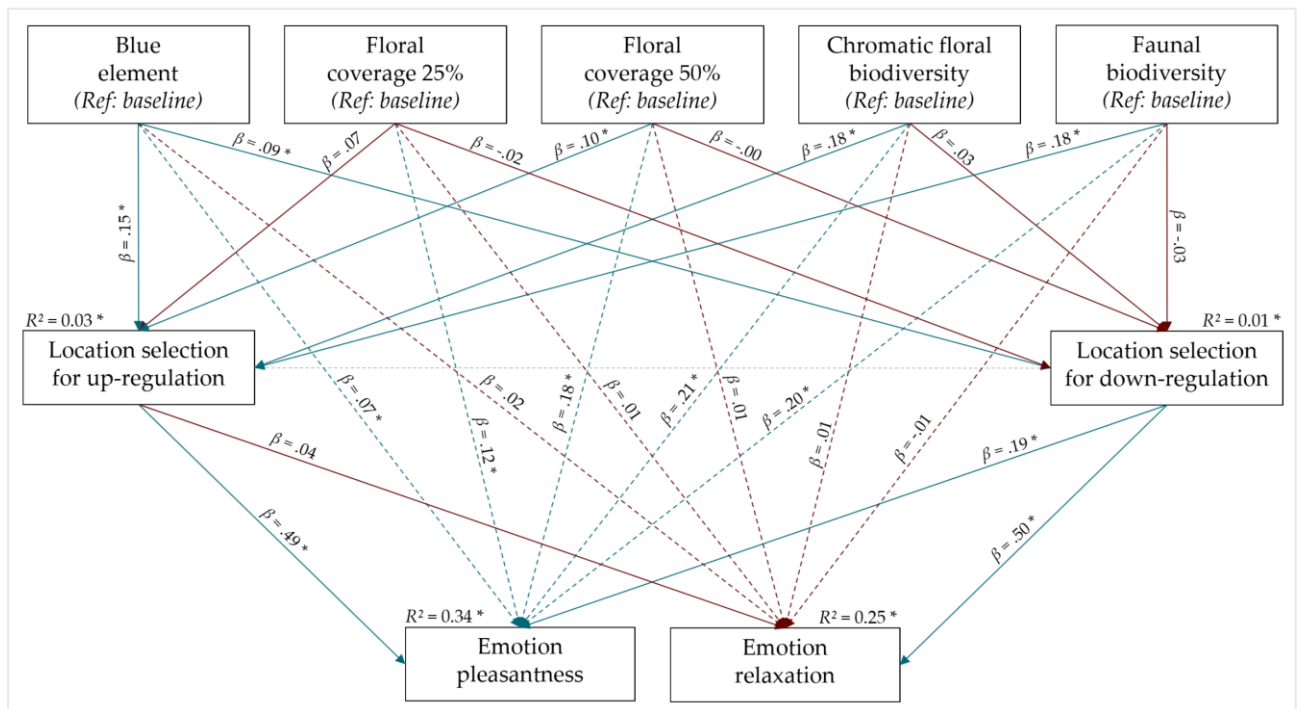 Blue
element
(Ref: baseline)
Floral
coverage 25%
(Ref: baseline)
Floral
coverage 50%
(Ref: baseline)
Chromatic floral
biodiversity
(Ref: baseline)
Faunal
biodiversity
(Ref: baseline)
β = .15 *
β = .09 *
β = .07
β = -.02
β = .10 *
β = -.00
β = .18 *
β = .03
β = .18 *
β = -.03
R² = 0.03 *
Location selection
for up-regulation
R² = 0.01 *
Location selection
for down-regulation
β = .07 *
β = .02
β = .12 *
β = .01
β = .18 *
β = .01
β = .21 *
β = .01
β = .20 *
β = -.01
β = .49 *
β = .04
β = .19 *
β = .50 *
R² = 0.34 *
Emotion
pleasantness
R² = 0.25 *
Emotion
relaxation